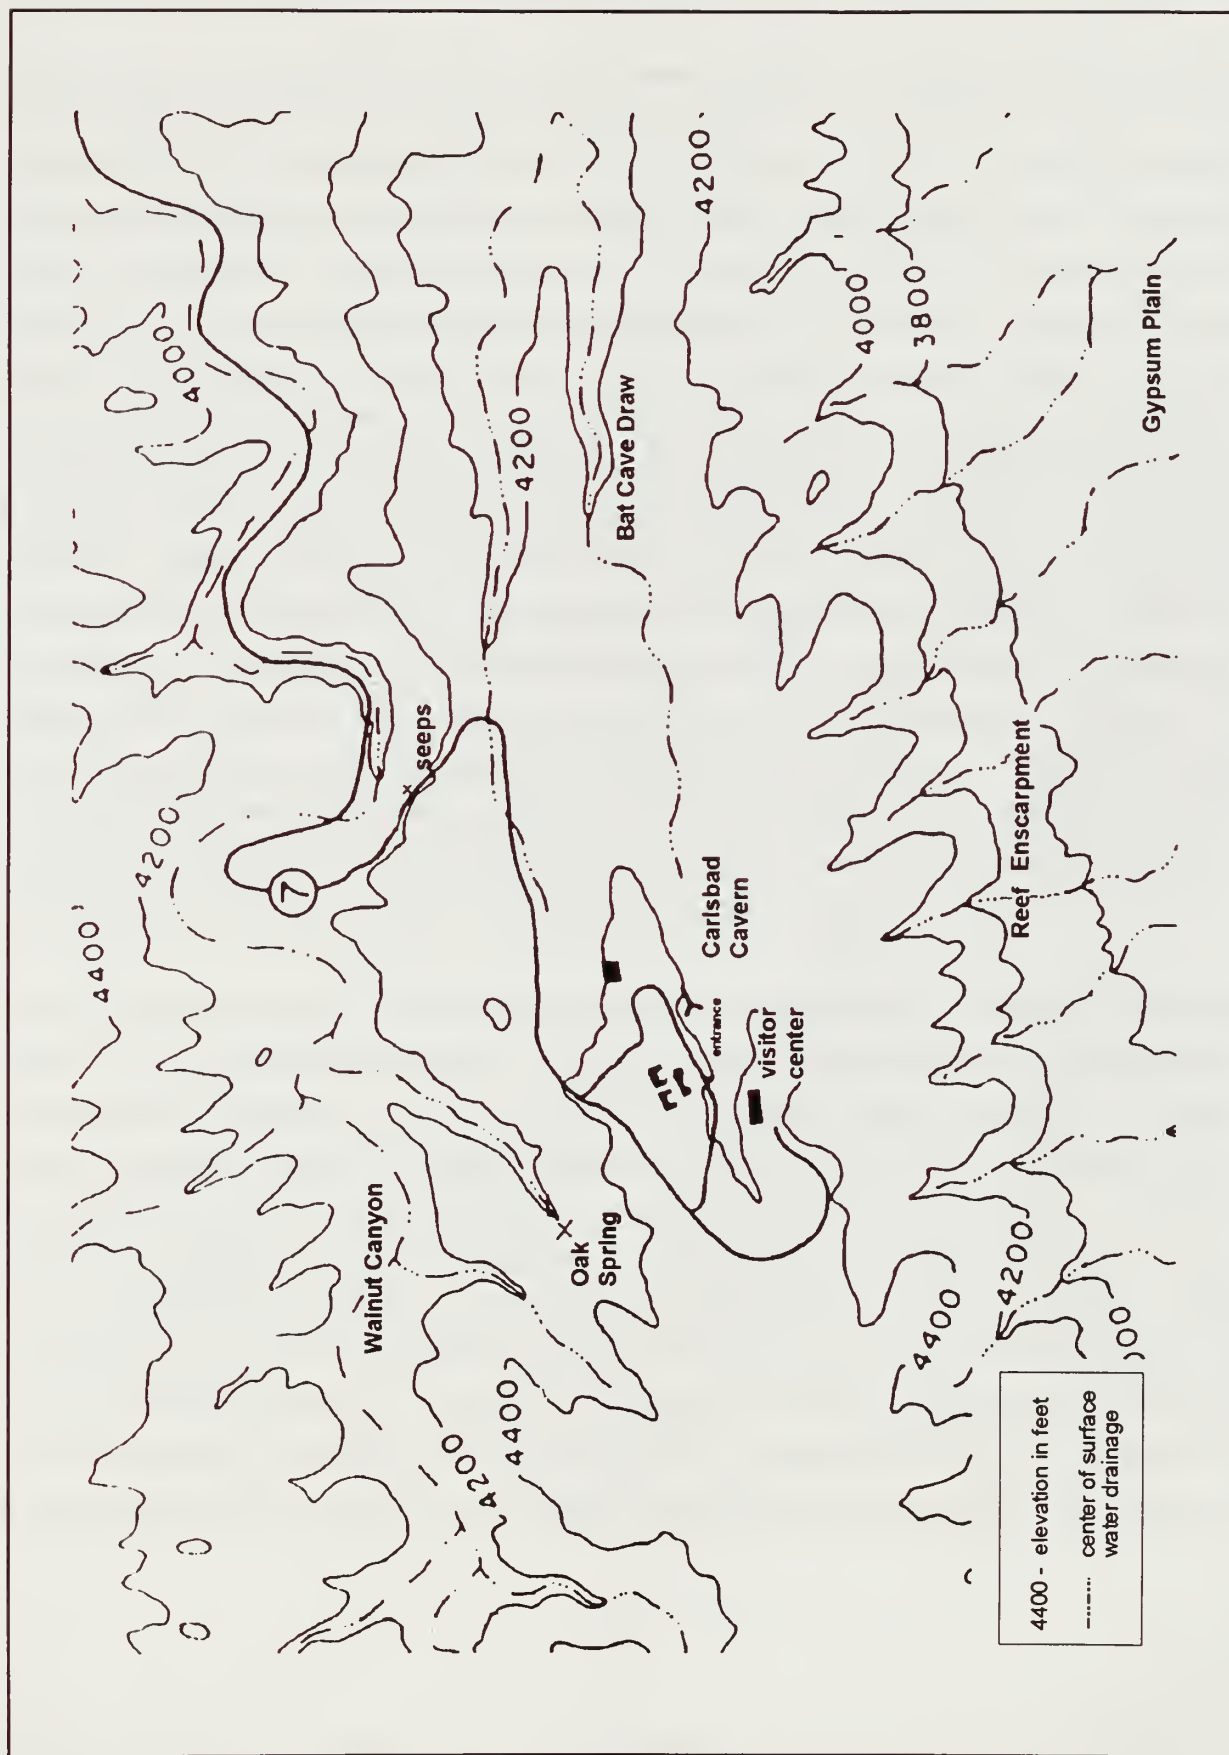 4400
4200
4000
7
seeps
4200
Bat Cave Draw
4200
4000
3800
Gypsum Plain
Walnut Canyon
Oak
Spring
Carlsbad
Cavern
entrance
visitor
center
Reef Enscarpment
4200
4400
4200
4400
4200
00
4400 - elevation in feet
center of surface
water drainage